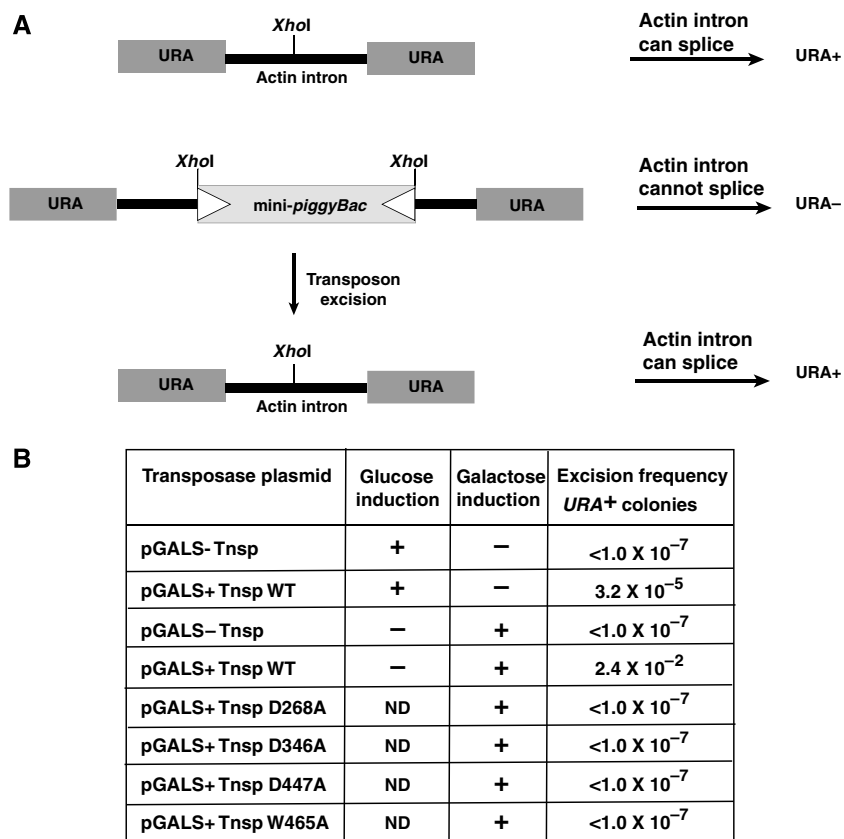 A
XhoI
URA
URA
Actin intron
Actin intron
can splice
URA+
XhoI
XhoI
URA
mini-piggyBac
URA
Actin intron
cannot splice
URA–
Transposon
excision
XhoI
URA
URA
Actin intron
Actin intron
can splice
URA+
B
Transposase plasmid
Glucose
induction
Galactose
induction
Excision frequency
URA+ colonies
pGALS- Tnsp + – <1.0 X 10⁻⁷
pGALS+ Tnsp WT + – 3.2 X 10⁻⁵
pGALS– Tnsp – + <1.0 X 10⁻⁷
pGALS+ Tnsp WT – + 2.4 X 10⁻²
pGALS+ Tnsp D268A ND + <1.0 X 10⁻⁷
pGALS+ Tnsp D346A ND + <1.0 X 10⁻⁷
pGALS+ Tnsp D447A ND + <1.0 X 10⁻⁷
pGALS+ Tnsp W465A ND + <1.0 X 10⁻⁷